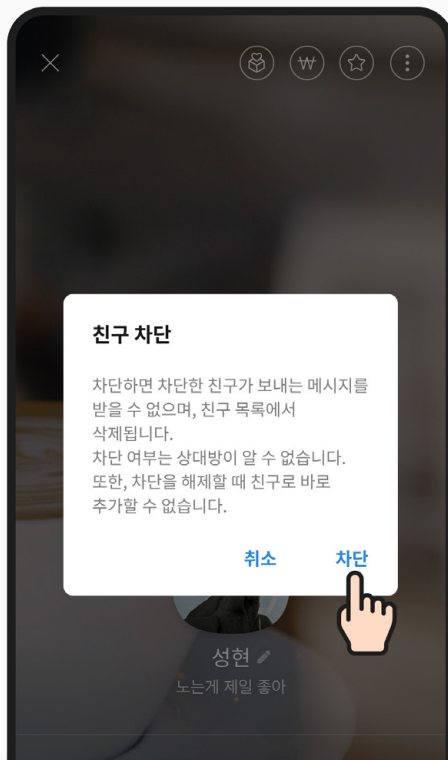 친구 차단
차단하면 차단한 친구가 보내는 메시지를
받을 수 없으며, 친구 목록에서
삭제됩니다.
차단 여부는 상대방이 알 수 없습니다.
또한, 차단을 해제할 때 친구로 바로
추가할 수 없습니다.
취소 차단
성현
노는게 제일 좋아